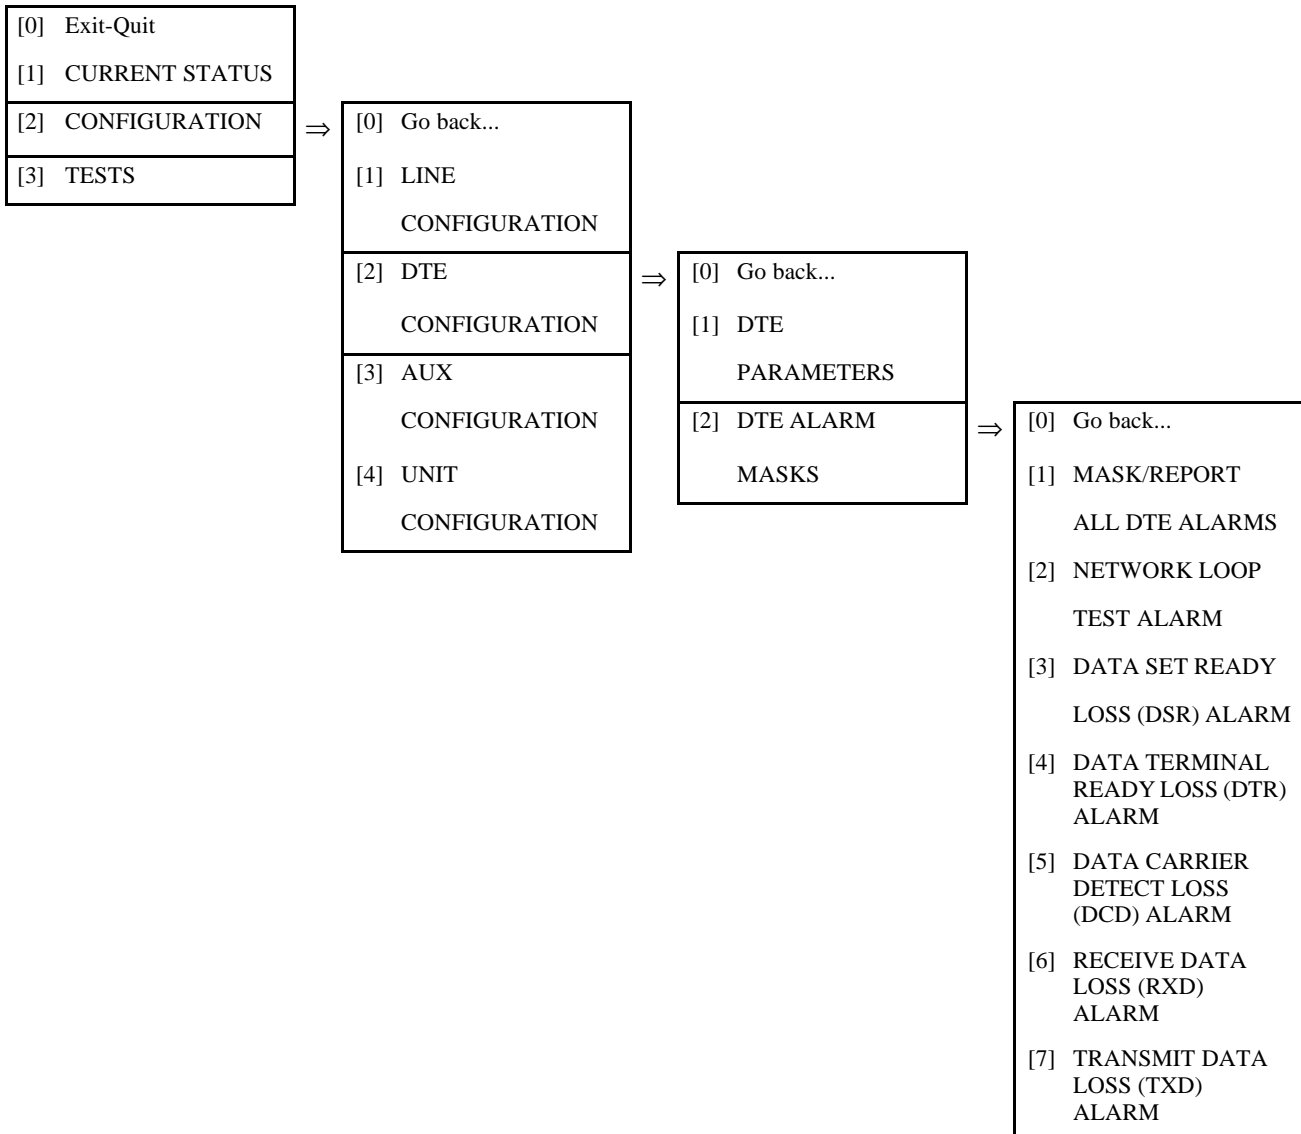 [0] Exit-Quit
[1] CURRENT STATUS
[2] CONFIGURATION
[3] TESTS
⇒
[0] Go back...
[1] LINE
CONFIGURATION
[2] DTE
CONFIGURATION
[3] AUX
CONFIGURATION
[4] UNIT
CONFIGURATION
⇒
[0] Go back...
[1] DTE
PARAMETERS
[2] DTE ALARM
MASKS
⇒
[0] Go back...
[1] MASK/REPORT
ALL DTE ALARMS
[2] NETWORK LOOP
TEST ALARM
[3] DATA SET READY
LOSS (DSR) ALARM
[4] DATA TERMINAL
READY LOSS (DTR)
ALARM
[5] DATA CARRIER
DETECT LOSS
(DCD) ALARM
[6] RECEIVE DATA
LOSS (RXD)
ALARM
[7] TRANSMIT DATA
LOSS (TXD)
ALARM